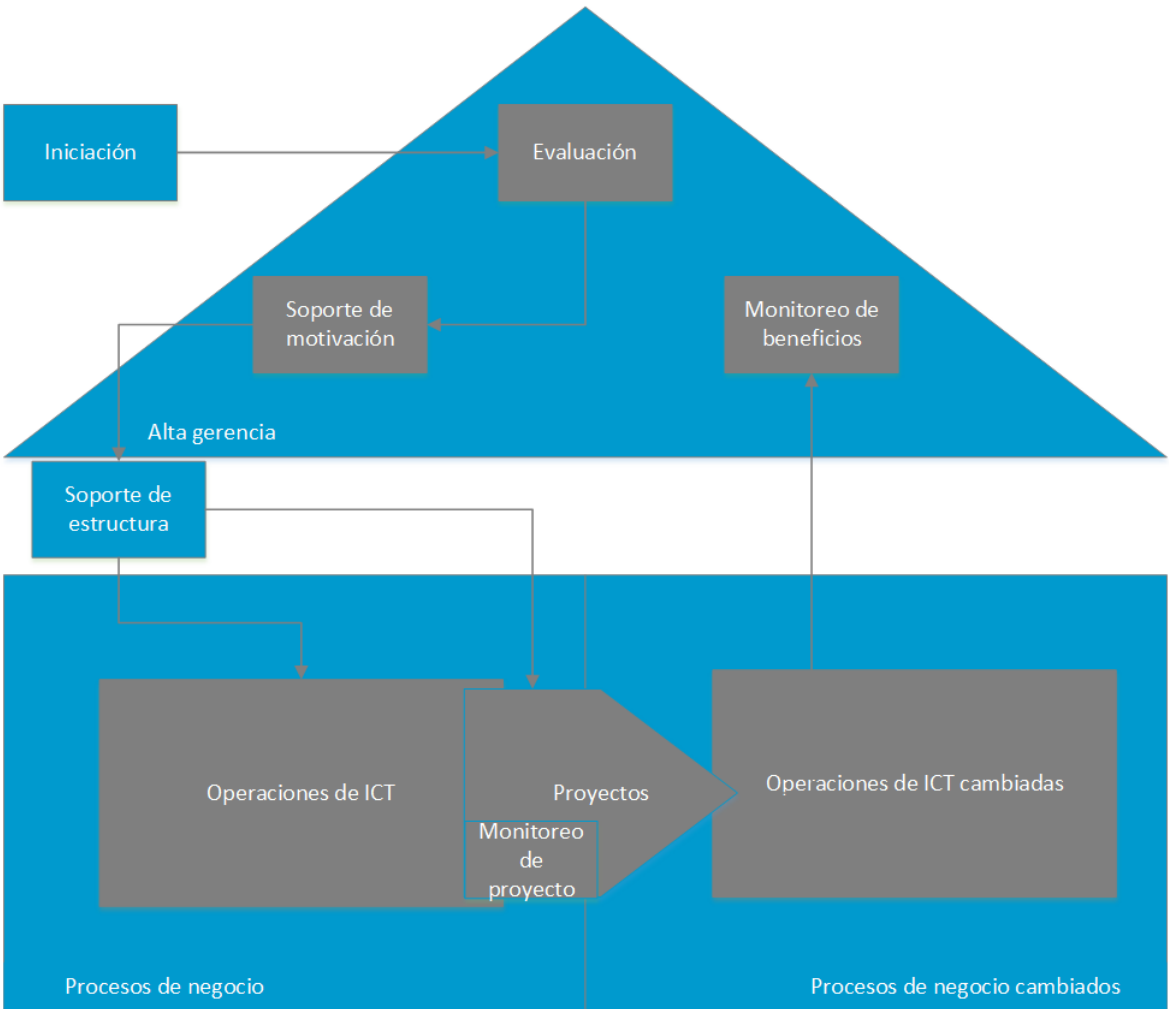 Iniciación
Evaluación
Soporte de
motivación
Monitoreo de
beneficios
Alta gerencia
Soporte de
estructura
Operaciones de ICT
Proyectos
Operaciones de ICT cambiadas
Monitoreo
de
proyecto
Procesos de negocio
Procesos de negocio cambiados